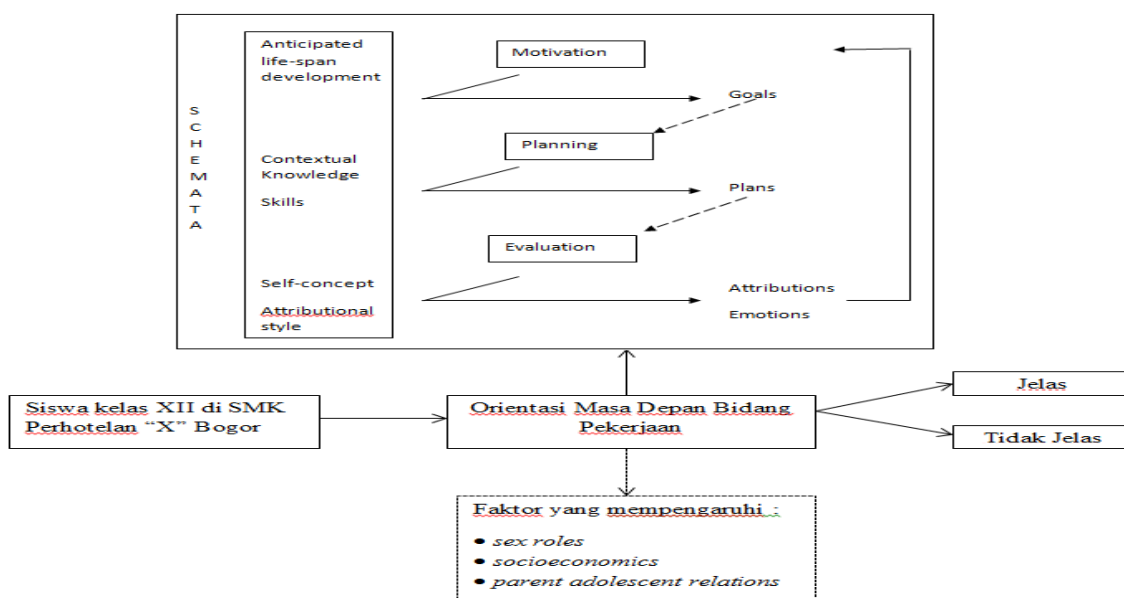 SCHEMATA
Anticipated
life-span
development
Contextual
Knowledge
Skills
Self-concept
Attributional
style
Motivation
Goals
Planning
Plans
Evaluation
Attributions
Emotions
Siswa kelas XII di SMK
Perhotelan “X” Bogor
Orientasi Masa Depan Bidang
Pekerjaan
Jelas
Tidak Jelas
Faktor yang mempengaruhi :
• sex roles
• socioeconomics
• parent adolescent relations